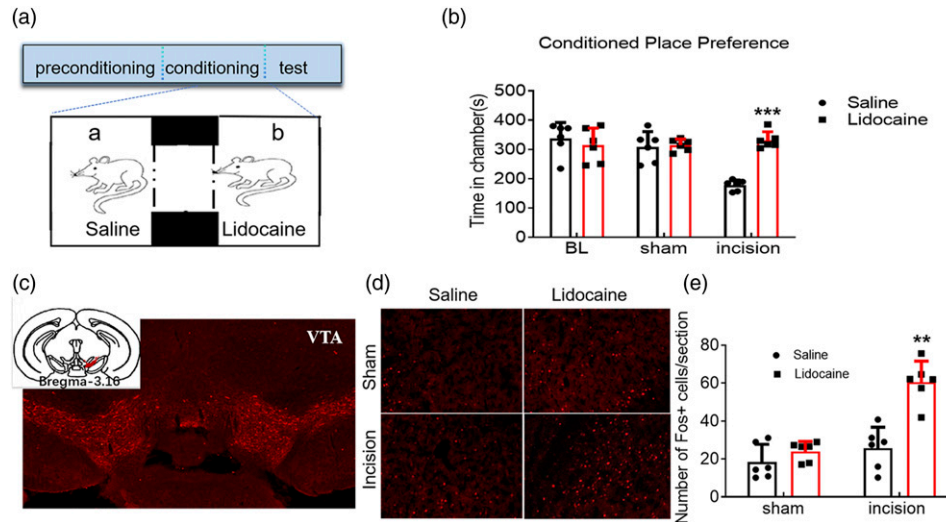 (a)
preconditioning conditioning test
a b
Saline Lidocaine
(b)
Conditioned Place Preference
Time in chamber(s)
500
400
300
200
100
0
BL sham incision
***
Saline
Lidocaine
(c)
VTA
Bregma-3.16
(d)
Saline Lidocaine
Sham
Incision
(e)
Number of Fos+ cells/section
80
60
40
20
0
sham incision
**
Saline
Lidocaine